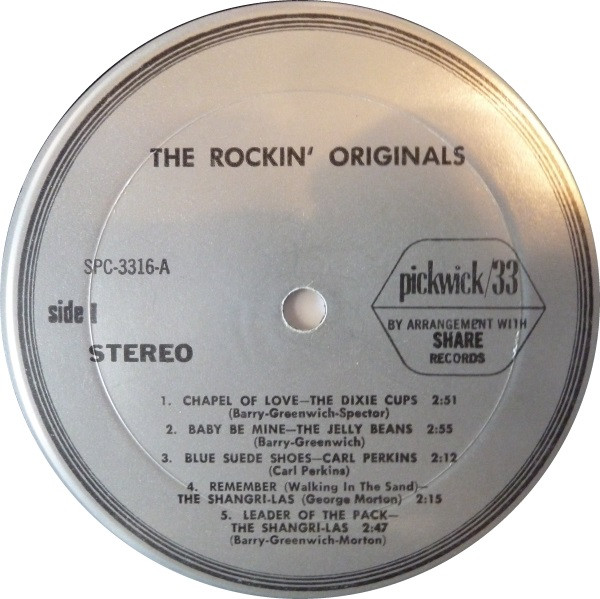 THE ROCKIN' ORIGINALS
SPC-3316-A
side 1
STEREO
pickwick/33
BY ARRANGEMENT WITH
SHARE
RECORDS
1. CHAPEL OF LOVE—THE DIXIE CUPS 2:51
(Barry-Greenwich-Spector)
2. BABY BE MINE—THE JELLY BEANS 2:55
(Barry-Greenwich)
3. BLUE SUEDE SHOES—CARL PERKINS 2:12
(Carl Perkins)
4. REMEMBER (Walking In The Sand)—
THE SHANGRI-LAS (George Morton) 2:15
5. LEADER OF THE PACK—
THE SHANGRI-LAS 2:47
(Barry-Greenwich-Morton)